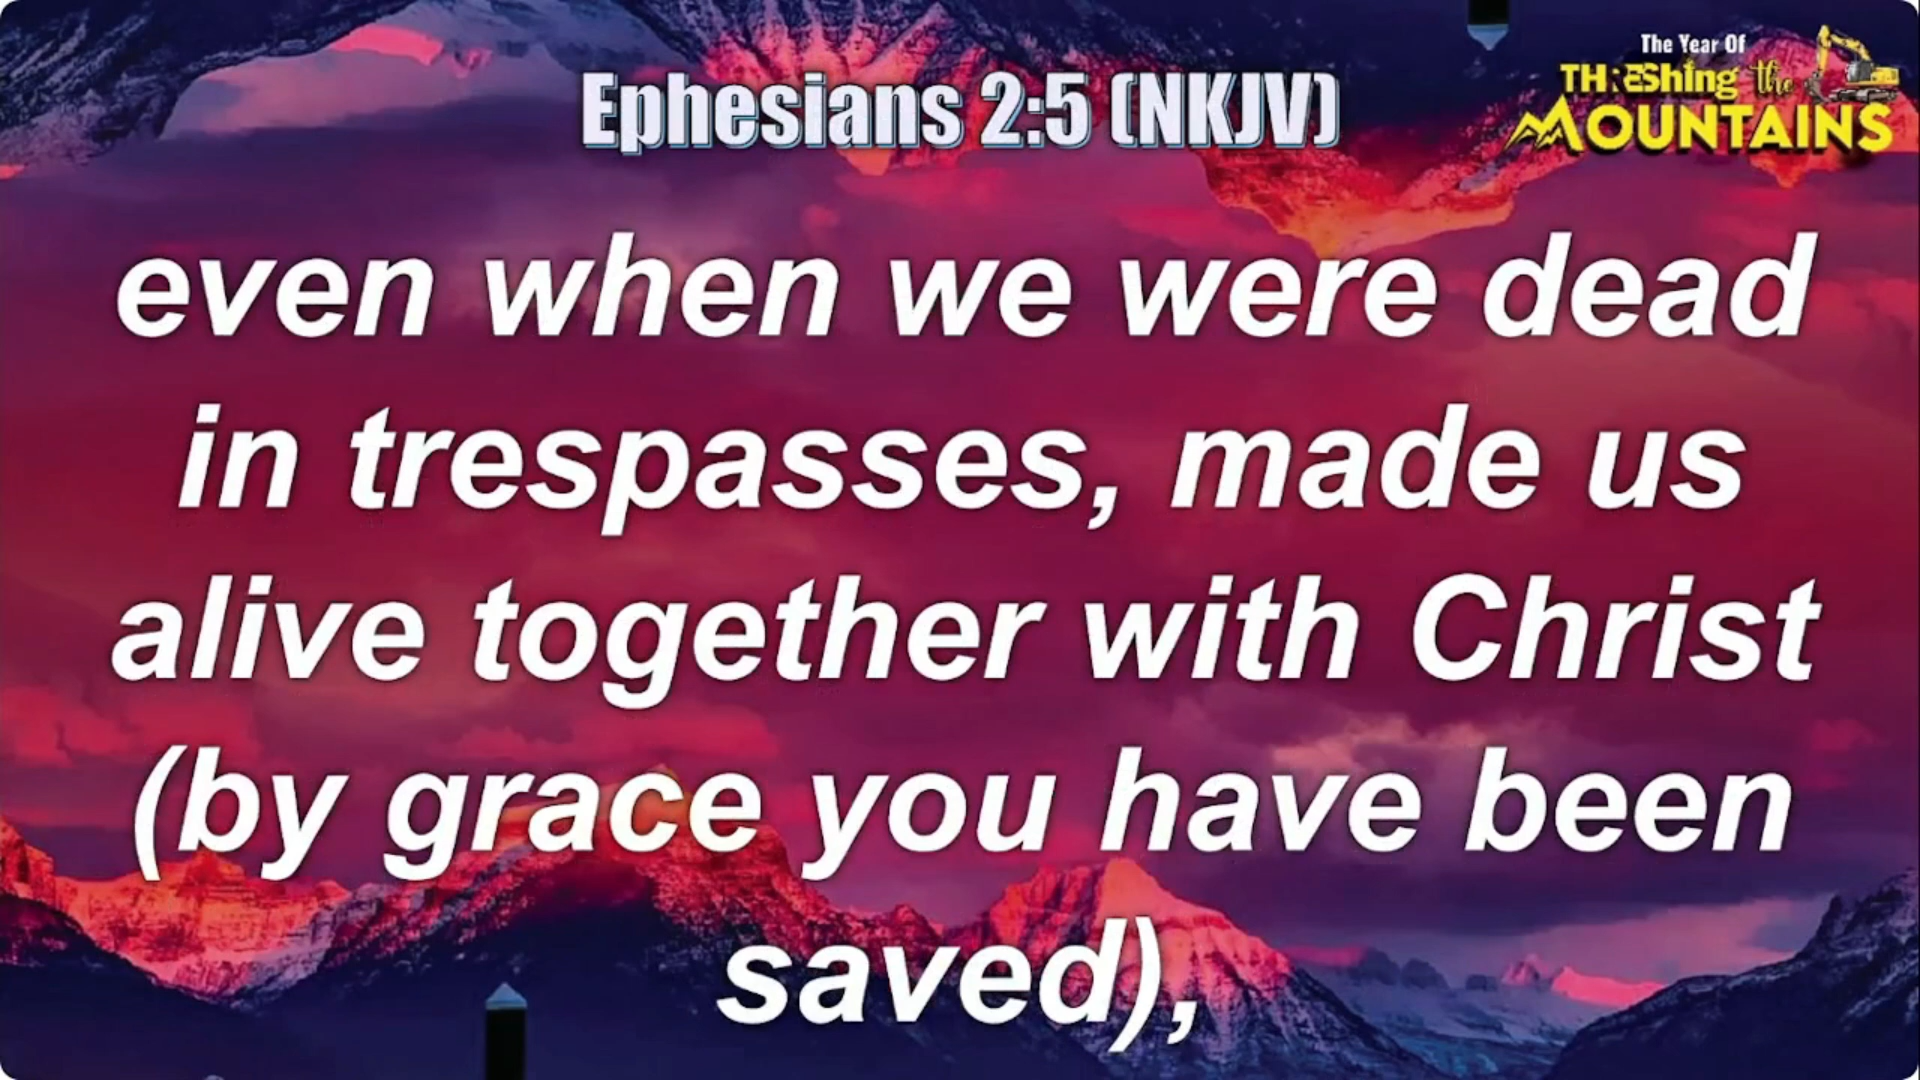 Ephesians 2:5 (NKJV)
The Year Of
THREShing the
MOUNTAINS
even when we were dead
in trespasses, made us
alive together with Christ
(by grace you have been
saved),